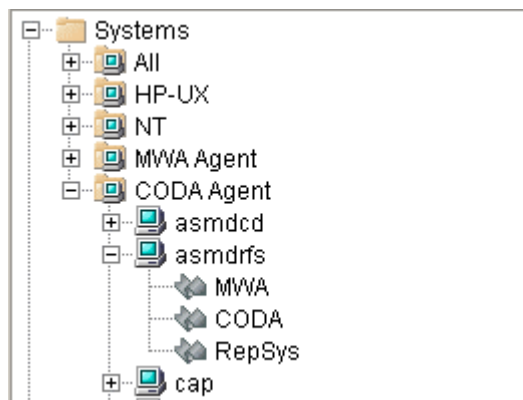 Systems
All
HP-UX
NT
MWA Agent
CODA Agent
asmdcd
asmdrfs
MWA
CODA
RepSys
cap